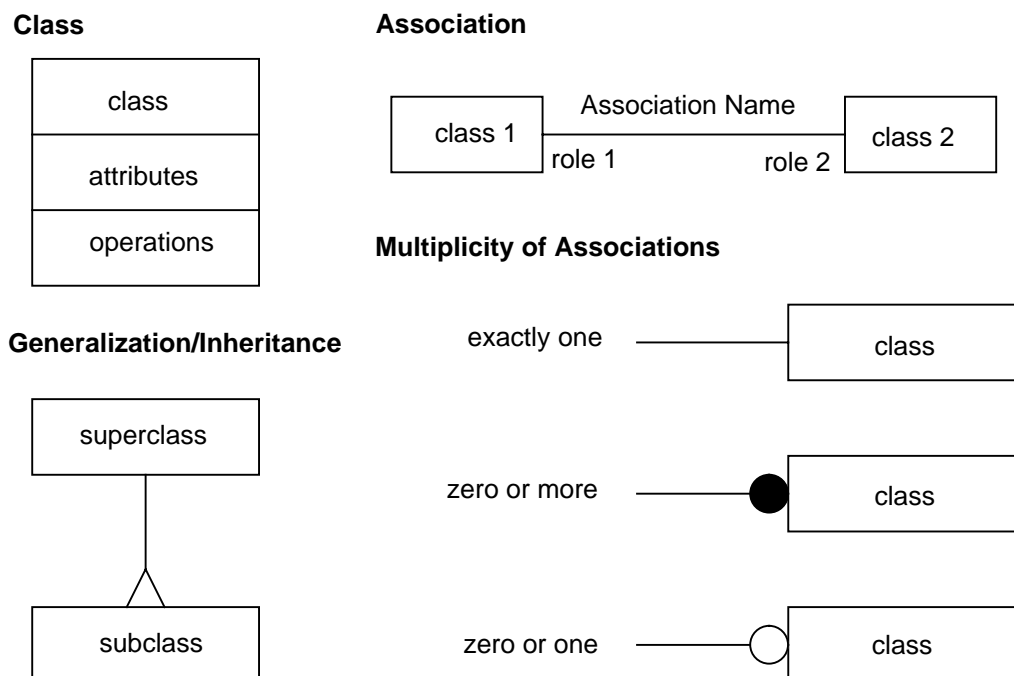 Class
class
attributes
operations
Generalization/Inheritance
superclass
subclass
Association
Association Name
class 1
class 2
role 1
role 2
Multiplicity of Associations
exactly one
class
zero or more
class
zero or one
class